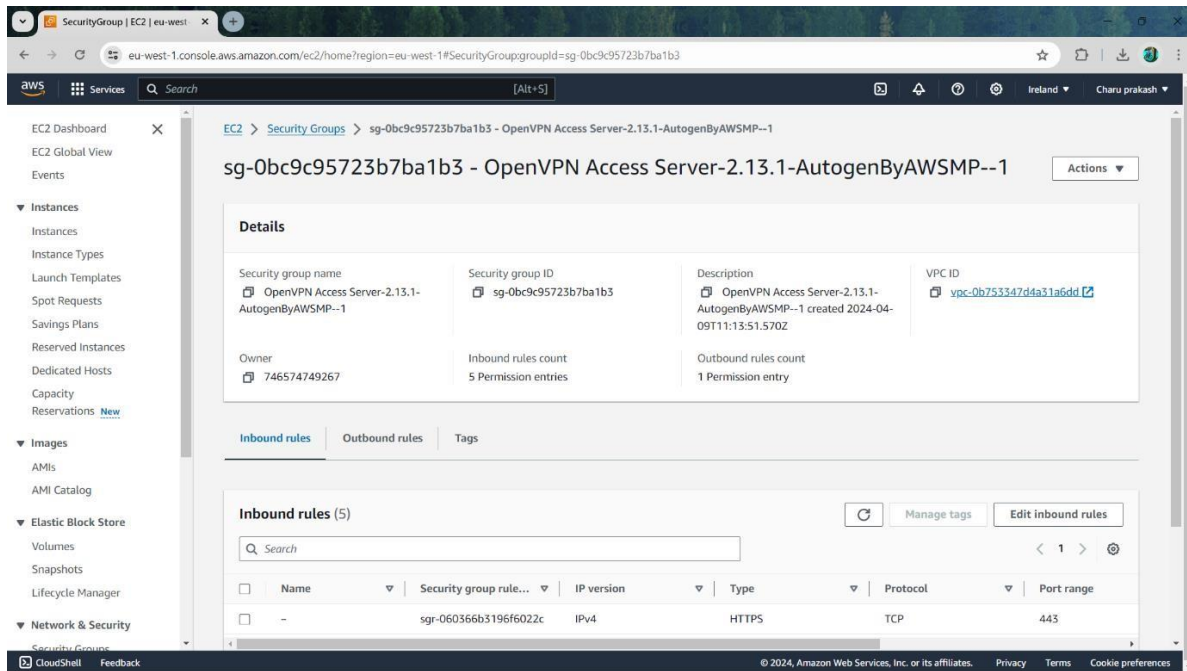 SecurityGroup | EC2 | eu-west-
eu-west-1.console.aws.amazon.com/ec2/home?region=eu-west-1#SecurityGroup:groupId=sg-0bc9c95723b7ba1b3
aws Services Search [Alt+S] Ireland Charu prakash
EC2 Dashboard
EC2 Global View
Events
Instances
Instances
Instance Types
Launch Templates
Spot Requests
Savings Plans
Reserved Instances
Dedicated Hosts
Capacity
Reservations New
Images
AMIs
AMI Catalog
Elastic Block Store
Volumes
Snapshots
Lifecycle Manager
Network & Security
Security Groups
EC2 > Security Groups > sg-0bc9c95723b7ba1b3 - OpenVPN Access Server-2.13.1-AutogenByAWSMP--1
sg-0bc9c95723b7ba1b3 - OpenVPN Access Server-2.13.1-AutogenByAWSMP--1
Actions
Details
Security group name
OpenVPN Access Server-2.13.1-
AutogenByAWSMP--1
Security group ID
sg-0bc9c95723b7ba1b3
Description
OpenVPN Access Server-2.13.1-
AutogenByAWSMP--1 created 2024-04-
09T11:13:51.570Z
VPC ID
vpc-0b753347d4a31a6dd
Owner
746574749267
Inbound rules count
5 Permission entries
Outbound rules count
1 Permission entry
Inbound rules Outbound rules Tags
Inbound rules (5)
Manage tags Edit inbound rules
Search
1
Name Security group rule... IP version Type Protocol Port range
– sgr-060366b3196f6022c IPv4 HTTPS TCP 443
CloudShell Feedback © 2024, Amazon Web Services, Inc. or its affiliates. Privacy Terms Cookie preferences